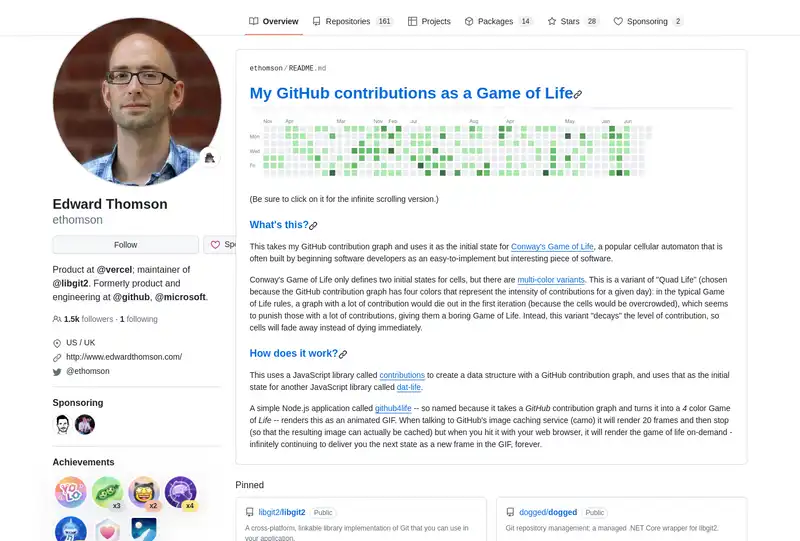 Overview
Repositories 161
Projects
Packages 14
Stars 28
Sponsoring 2
Edward Thomson
ethomson
Follow
Product at @vercel; maintainer of
@libgit2. Formerly product and
engineering at @github, @microsoft.
1.5k followers · 1 following
US / UK
http://www.edwardthomson.com/
@ethomson
Sponsoring
Achievements
x3
x2
x4
ethomson/README.md
My GitHub contributions as a Game of Life
Nov Apr Mar Nov Feb Jul Aug Apr May Jan Jun
Mon
Wed
Fri
(Be sure to click on it for the infinite scrolling version.)
What's this?
This takes my GitHub contribution graph and uses it as the initial state for Conway's Game of Life, a popular cellular automaton that is
often built by beginning software developers as an easy-to-implement but interesting piece of software.
Conway's Game of Life only defines two initial states for cells, but there are multi-color variants. This is a variant of "Quad Life" (chosen
because the GitHub contribution graph has four colors that represent the intensity of contributions for a given day): in the typical Game
of Life rules, a graph with a lot of contribution would die out in the first iteration (because the cells would be overcrowded), which seems
to punish those with a lot of contributions, giving them a boring Game of Life. Intead, this variant "decays" the level of contribution, so
cells will fade away instead of dying immediately.
How does it work?
This uses a JavaScript library called contributions to create a data structure with a GitHub contribution graph, and uses that as the initial
state for another JavaScript library called dat-life.
A simple Node.js application called github4life -- so named because it takes a GitHub contribution graph and turns it into a 4 color Game
of Life -- renders this as an animated GIF. When talking to GitHub's image caching service (camo) it will render 20 frames and then stop
(so that the resulting image can actually be cached) but when you hit it with your web browser, it will render the game of life on-demand -
infinitely continuing to deliver you the next state as a new frame in the GIF, forever.
Pinned
libgit2/libgit2 Public
A cross-platform, linkable library implementation of Git that you can use in
your application.
dogged/dogged Public
Git repository management; a managed .NET Core wrapper for libgit2.